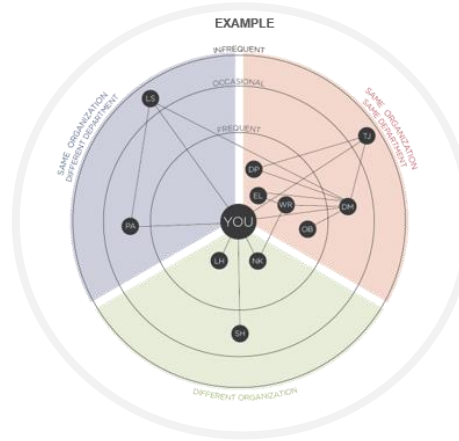 EXAMPLE
INFREQUENT
OCCASIONAL
FREQUENT
SAME ORGANIZATION
DIFFERENT DEPARTMENT
SAME ORGANIZATION
SAME DEPARTMENT
LS
TJ
DP
EL
WR
DM
YOU
PA
OB
LH
NK
SH
DIFFERENT ORGANIZATION